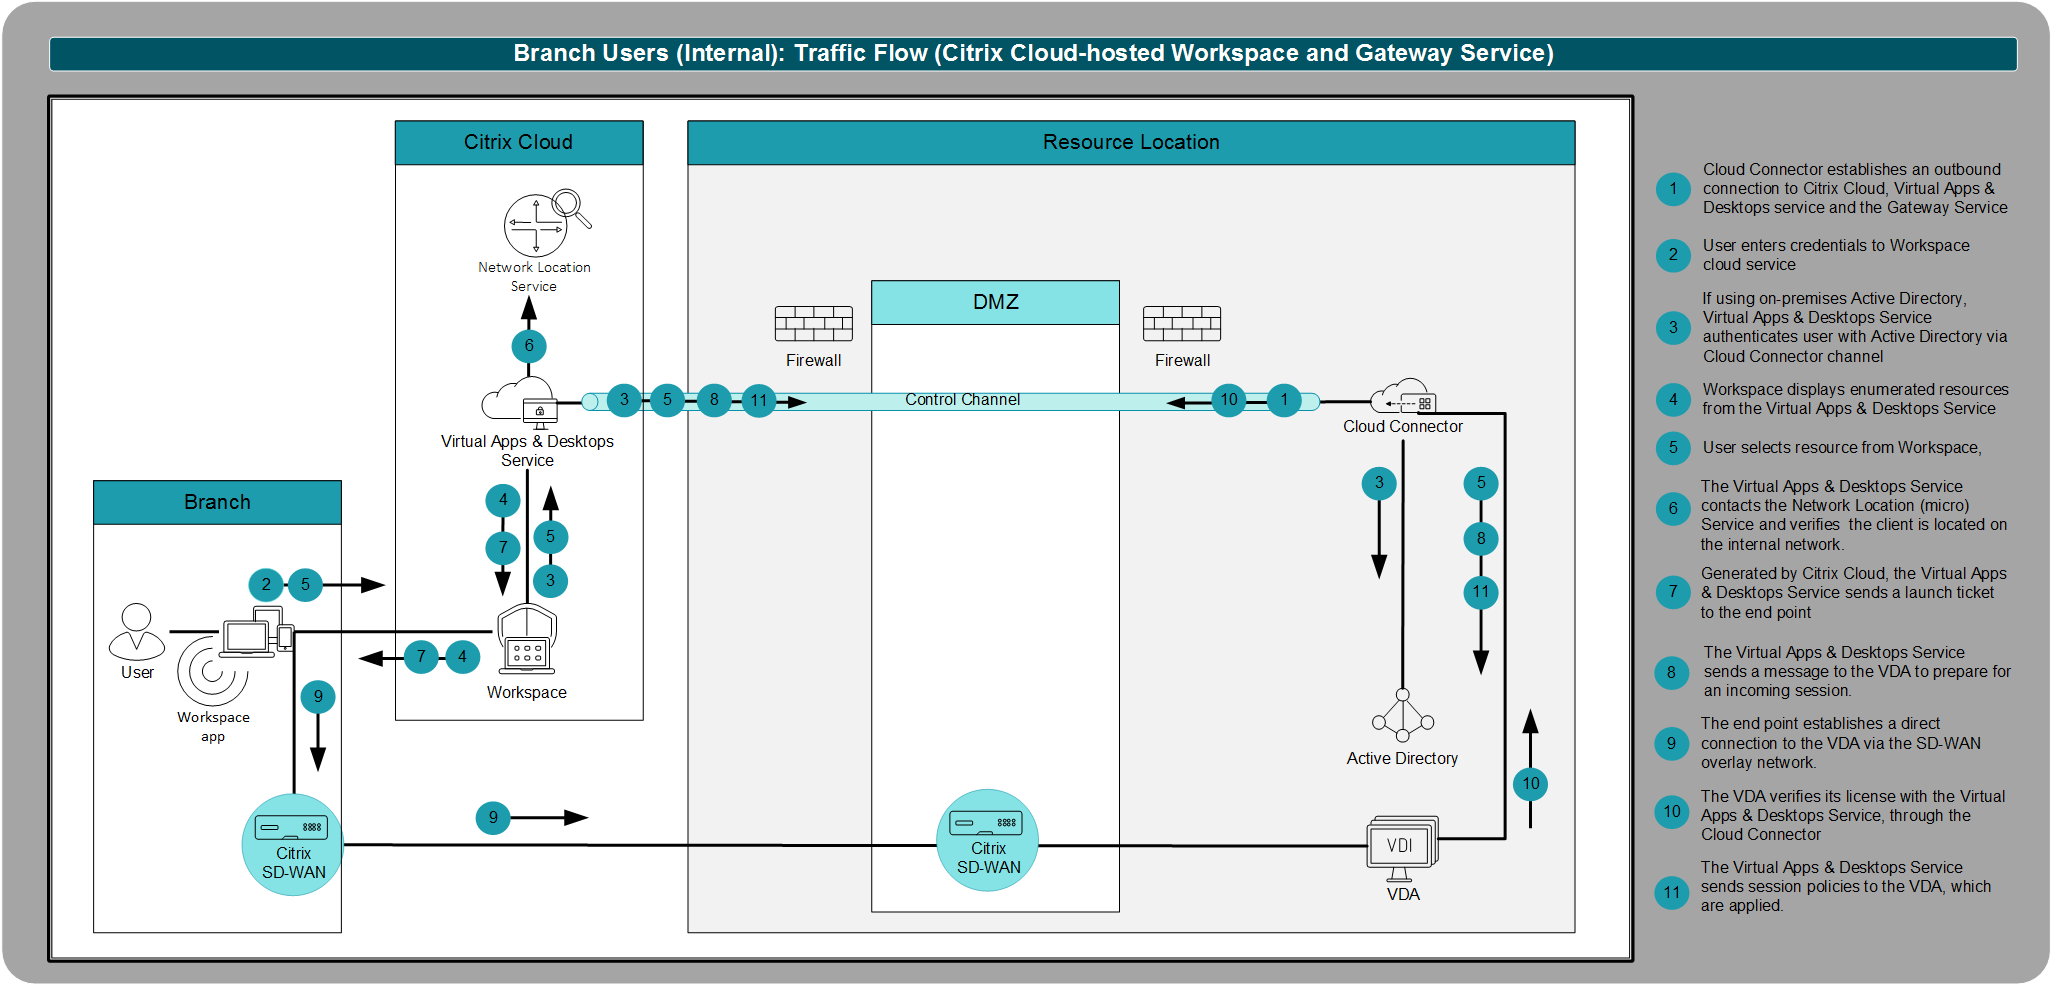 Branch Users (Internal): Traffic Flow (Citrix Cloud-hosted Workspace and Gateway Service)
Citrix Cloud
Resource Location
Network Location
Service
6
DMZ
Firewall
Firewall
3
5
8
11
Control Channel
10
1
Virtual Apps & Desktops
Service
Cloud Connector
4
7
5
3
3
5
8
11
Branch
2
5
User
Workspace
app
7
4
Workspace
9
Active Directory
10
9
Citrix
SD-WAN
Citrix
SD-WAN
VDI
VDA
1
Cloud Connector establishes an outbound
connection to Citrix Cloud, Virtual Apps &
Desktops service and the Gateway Service
2
User enters credentials to Workspace
cloud service
3
If using on-premises Active Directory,
Virtual Apps & Desktops Service
authenticates user with Active Directory via
Cloud Connector channel
4
Workspace displays enumerated resources
from the Virtual Apps & Desktops Service
5
User selects resource from Workspace,
6
The Virtual Apps & Desktops Service
contacts the Network Location (micro)
Service and verifies the client is located on
the internal network.
7
Generated by Citrix Cloud, the Virtual Apps
& Desktops Service sends a launch ticket
to the end point
8
The Virtual Apps & Desktops Service
sends a message to the VDA to prepare for
an incoming session.
9
The end point establishes a direct
connection to the VDA via the SD-WAN
overlay network.
10
The VDA verifies its license with the Virtual
Apps & Desktops Service, through the
Cloud Connector
11
The Virtual Apps & Desktops Service
sends session policies to the VDA, which
are applied.